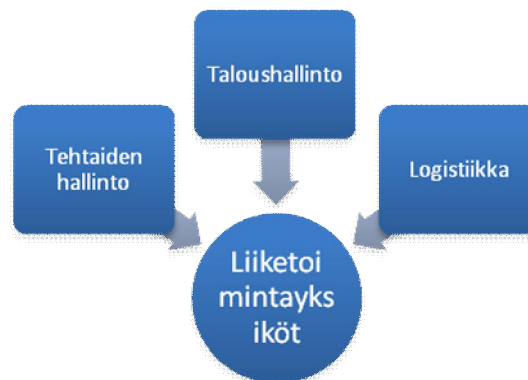 Taloushallinto
Tehtaiden
hallinto
Logistiikka
Liiketoi
mintayks
iköt